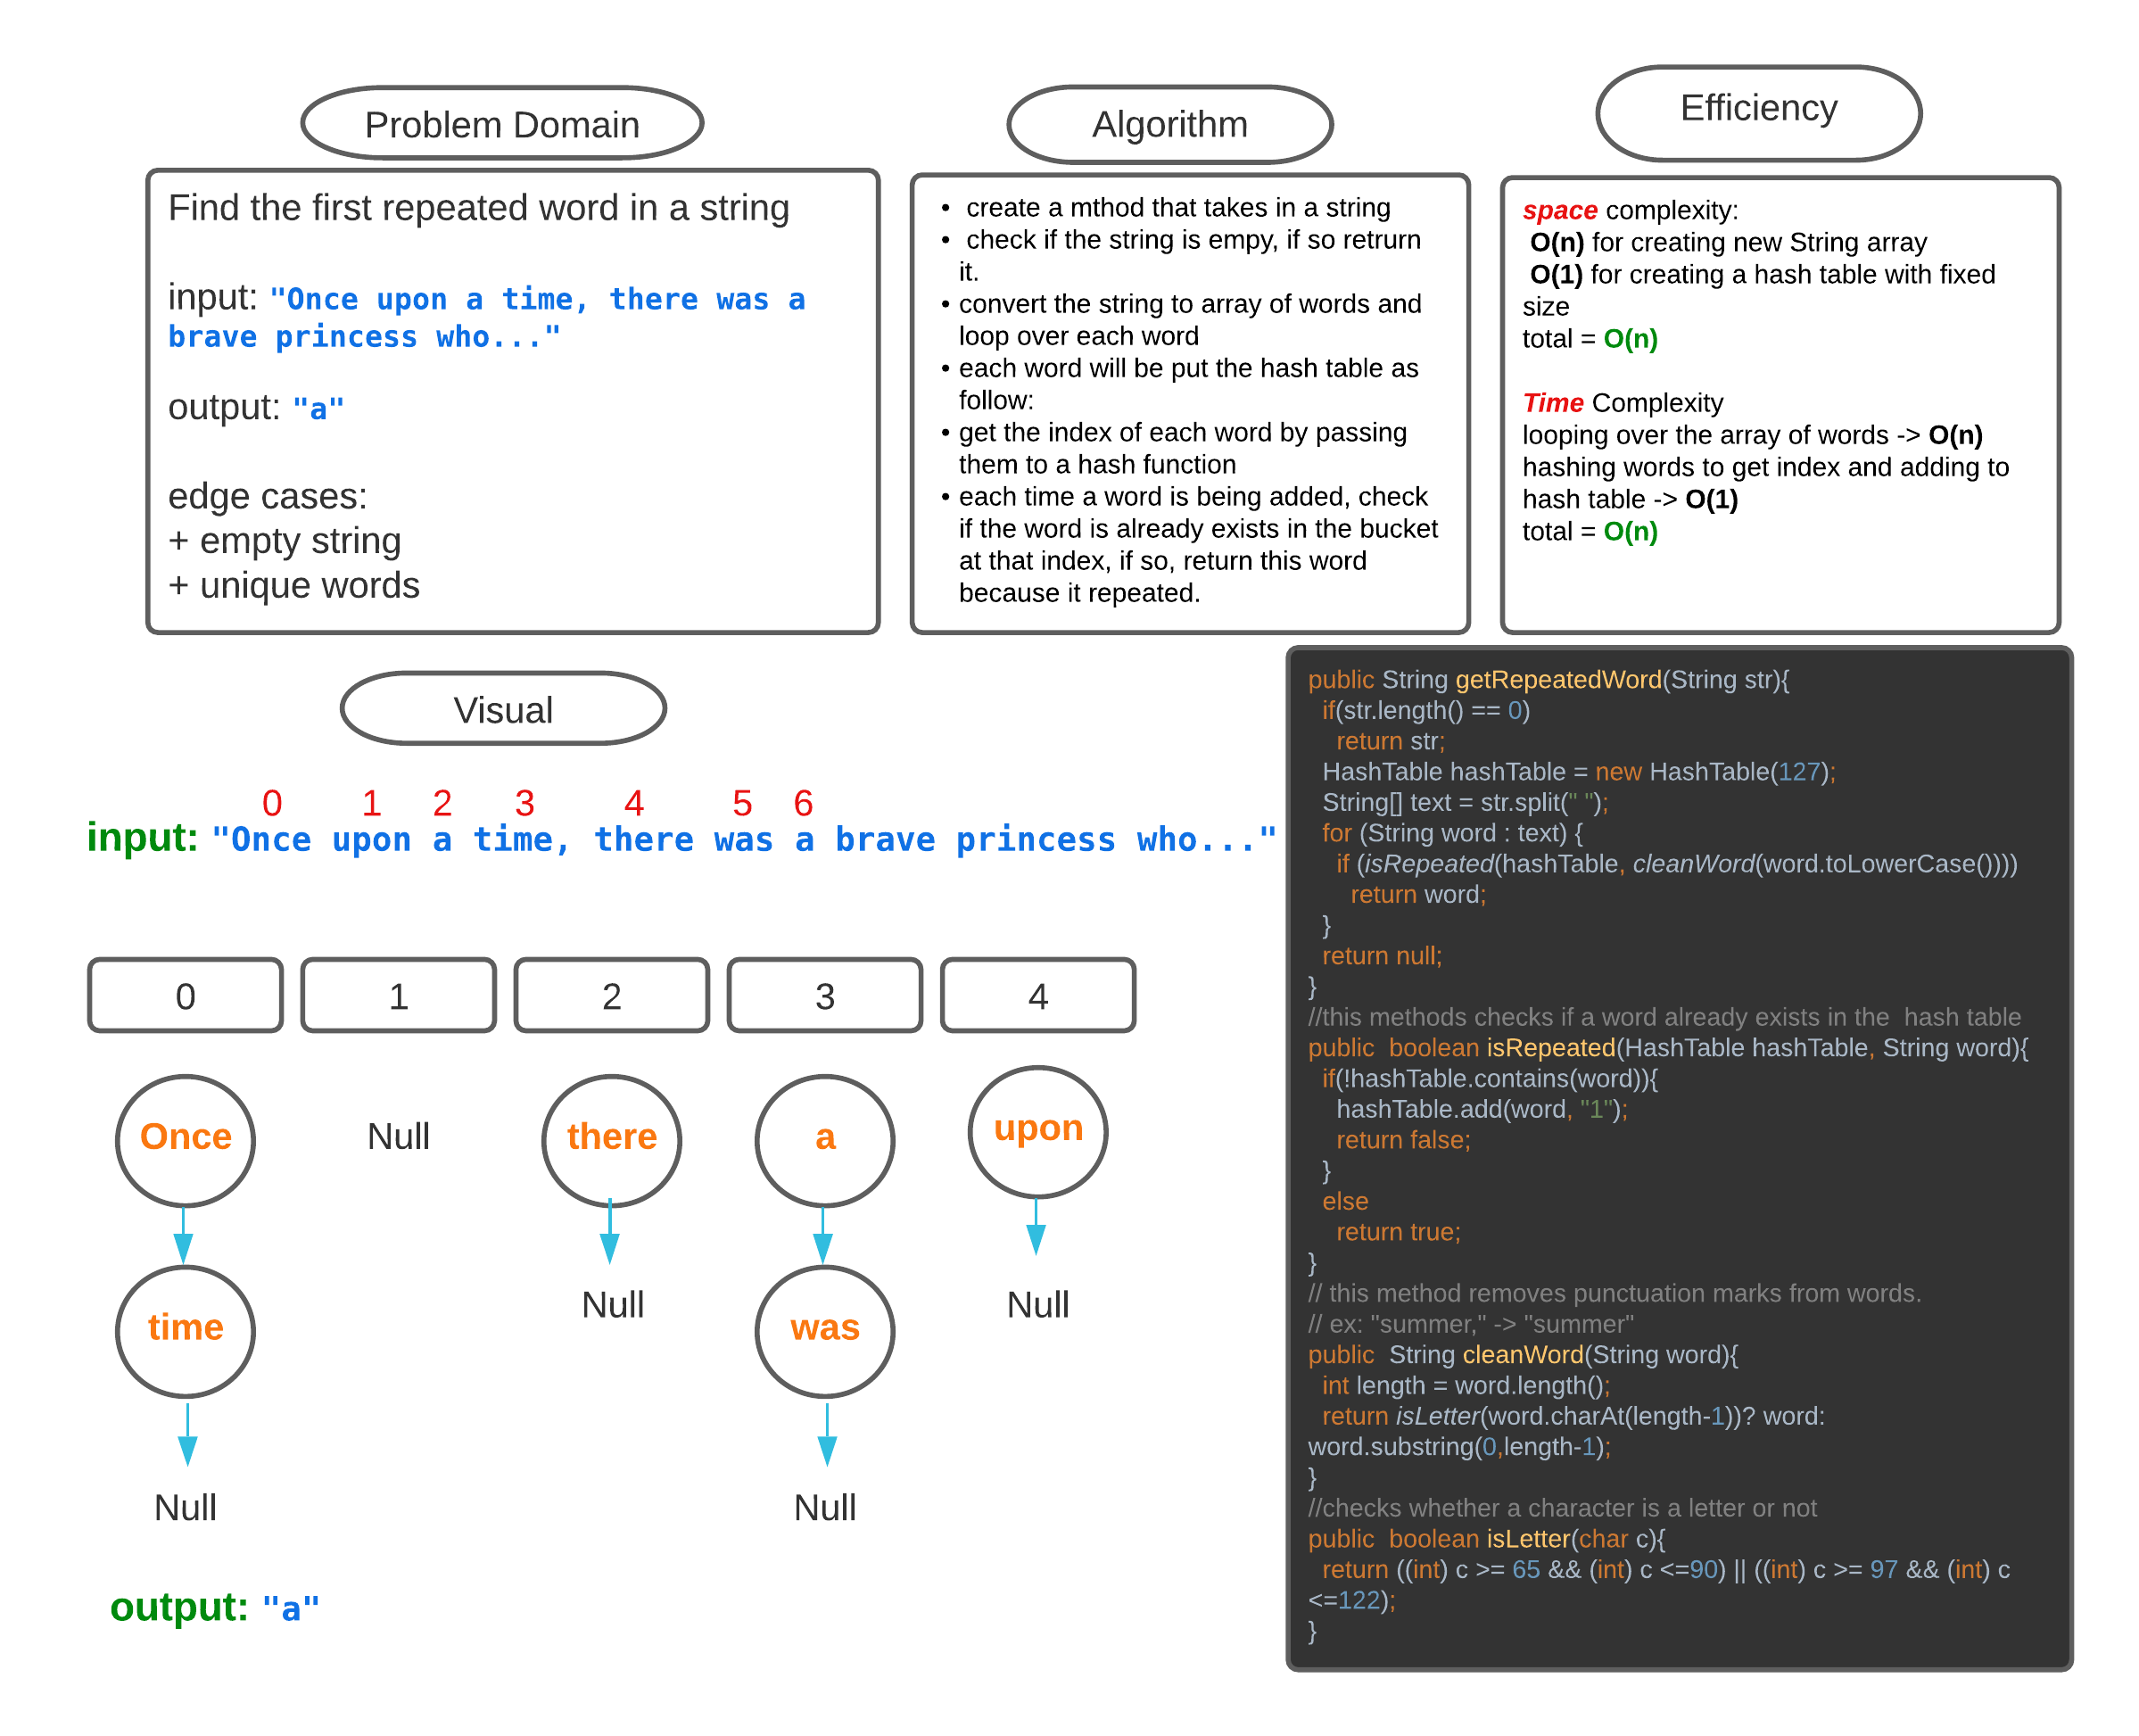 Problem Domain
Find the first repeated word in a string
input: "Once upon a time, there was a
brave princess who..."
output: "a"
edge cases:
+ empty string
+ unique words
Algorithm
• create a mthod that takes in a string
• check if the string is empy, if so retrurn
it.
• convert the string to array of words and
loop over each word
• each word will be put the hash table as
follow:
• get the index of each word by passing
them to a hash function
• each time a word is being added, check
if the word is already exists in the bucket
at that index, if so, return this word
because it repeated.
Efficiency
space complexity:
O(n) for creating new String array
O(1) for creating a hash table with fixed
size
total = O(n)
Time Complexity
looping over the array of words -> O(n)
hashing words to get index and adding to
hash table -> O(1)
total = O(n)
Visual
0 1 2 3 4 5 6
input: "Once upon a time, there was a brave princess who..."
0 1 2 3 4
Once Null there a upon
time Null was Null
Null Null
output: "a"
public String getRepeatedWord(String str){
if(str.length() == 0)
return str;
HashTable hashTable = new HashTable(127);
String[] text = str.split(" ");
for (String word : text) {
if (isRepeated(hashTable, cleanWord(word.toLowerCase())))
return word;
}
return null;
}
//this methods checks if a word already exists in the  hash table
public  boolean isRepeated(HashTable hashTable, String word){
if(!hashTable.contains(word)){
hashTable.add(word, "1");
return false;
}
else
return true;
}
// this method removes punctuation marks from words.
// ex: "summer," -> "summer"
public  String cleanWord(String word){
int length = word.length();
return isLetter(word.charAt(length-1))? word:
word.substring(0,length-1);
}
//checks whether a character is a letter or not
public  boolean isLetter(char c){
return ((int) c >= 65 && (int) c <=90) || ((int) c >= 97 && (int) c
<=122);
}